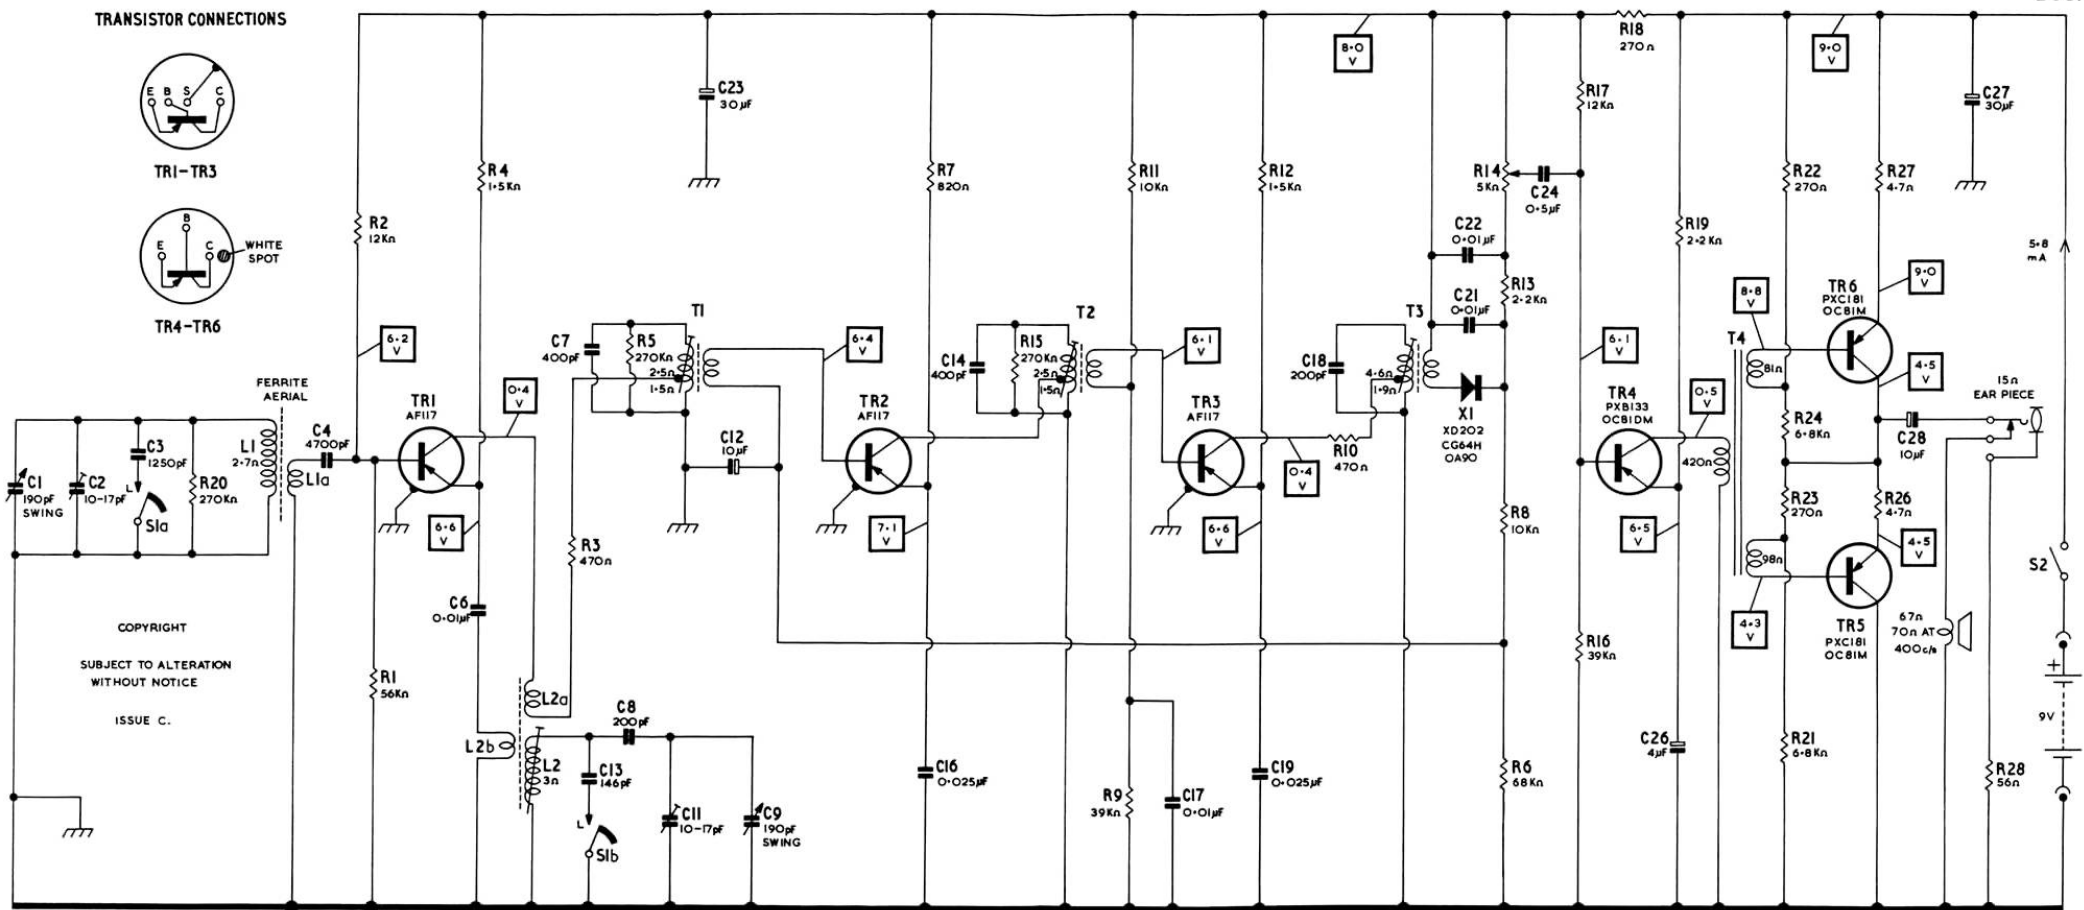 TRANSISTOR CONNECTIONS
E B S C
TR1-TR3
B
E C
WHITE
SPOT
TR4-TR6
COPYRIGHT
SUBJECT TO ALTERATION
WITHOUT NOTICE
ISSUE C.
C1
190pF
SWING
C2
10-17pF
C3
1250pF
L
S1a
R20
270KΩ
L1
2·7Ω
FERRITE
AERIAL
L1a
C4
4700pF
R2
12KΩ
6·2
V
R1
56KΩ
TR1
AF117
R4
1·5KΩ
0·4
V
6·6
V
C6
0·01µF
L2b
L2a
L2
3Ω
C13
146pF
L
S1b
C8
200pF
C11
10-17pF
C9
190pF
SWING
R3
470Ω
C7
400pF
R5
270KΩ
2·5Ω
1·5Ω
T1
C23
30µF
C12
10µF
6·4
V
TR2
AF117
7·1
V
R7
820Ω
C16
0·025µF
C14
400pF
R15
270KΩ
2·5Ω
1·5Ω
T2
R11
10KΩ
R9
39KΩ
C17
0·01µF
6·1
V
TR3
AF117
6·6
V
R12
1·5KΩ
C19
0·025µF
0·4
V
R10
470Ω
C18
200pF
4·6Ω
1·9Ω
T3
8·0
V
C22
0·01µF
C21
0·01µF
X1
XD202
CG64H
OA90
R14
5KΩ
R13
2·2KΩ
R8
10KΩ
R6
68KΩ
C24
0·5µF
R17
12KΩ
6·1
V
R16
39KΩ
R18
270Ω
TR4
PXB133
OC81DM
R19
2·2KΩ
0·5
V
6·5
V
C26
4µF
420Ω
T4
81Ω
98Ω
8·8
V
4·3
V
R22
270Ω
R24
6·8KΩ
R23
270Ω
R21
6·8KΩ
9·0
V
R27
4·7Ω
9·0
V
TR6
PXC181
OC81M
4·5
V
R26
4·7Ω
4·5
V
TR5
PXC181
OC81M
C28
10µF
C27
30µF
15Ω
EAR PIECE
67Ω
70Ω AT
400c/s
R28
56Ω
5·8
mA
S2
+
9V